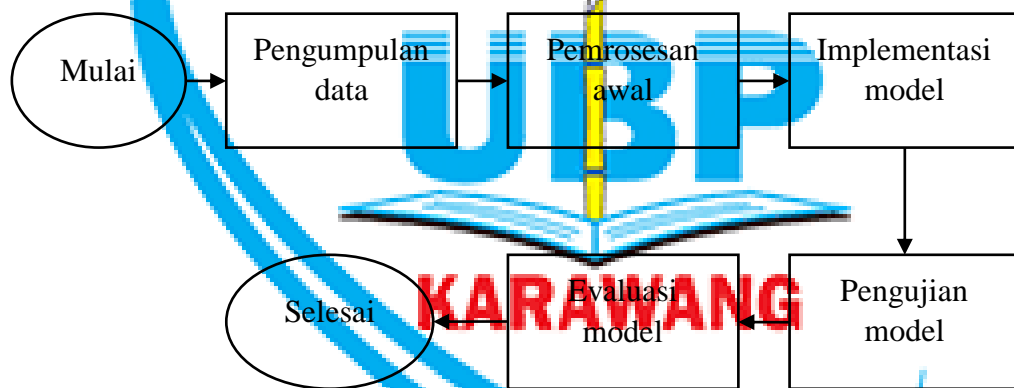 Mulai
Pengumpulan
data
Pemrosesan
awal
Implementasi
model
UBP
KARAWANG
Selesai
Evaluasi
model
Pengujian
model